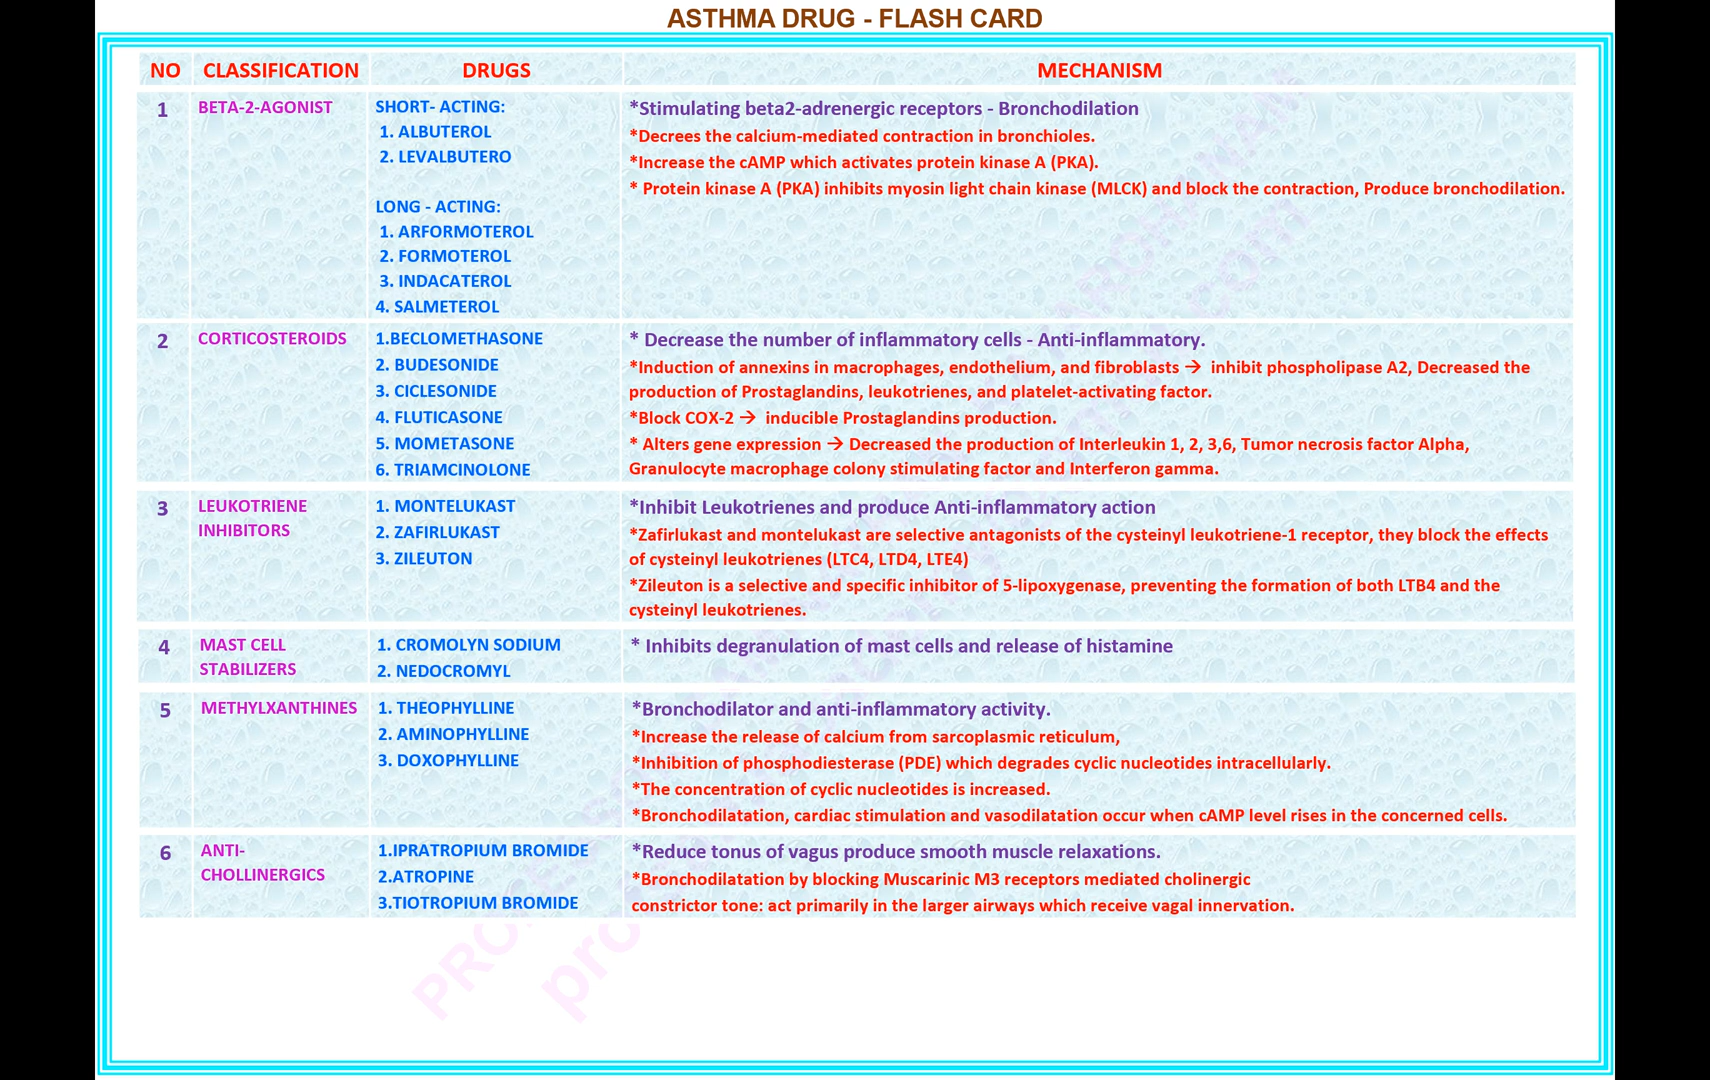 ASTHMA DRUG - FLASH CARD
NO CLASSIFICATION DRUGS MECHANISM
1 BETA-2-AGONIST
SHORT- ACTING:
1. ALBUTEROL
2. LEVALBUTERO
LONG - ACTING:
1. ARFORMOTEROL
2. FORMOTEROL
3. INDACATEROL
4. SALMETEROL
*Stimulating beta2-adrenergic receptors - Bronchodilation
*Decrees the calcium-mediated contraction in bronchioles.
*Increase the cAMP which activates protein kinase A (PKA).
* Protein kinase A (PKA) inhibits myosin light chain kinase (MLCK) and block the contraction, Produce bronchodilation.
2 CORTICOSTEROIDS
1.BECLOMETHASONE
2. BUDESONIDE
3. CICLESONIDE
4. FLUTICASONE
5. MOMETASONE
6. TRIAMCINOLONE
* Decrease the number of inflammatory cells - Anti-inflammatory.
*Induction of annexins in macrophages, endothelium, and fibroblasts → inhibit phospholipase A2, Decreased the
production of Prostaglandins, leukotrienes, and platelet-activating factor.
*Block COX-2 → inducible Prostaglandins production.
* Alters gene expression → Decreased the production of Interleukin 1, 2, 3,6, Tumor necrosis factor Alpha,
Granulocyte macrophage colony stimulating factor and Interferon gamma.
3 LEUKOTRIENE
INHIBITORS
1. MONTELUKAST
2. ZAFIRLUKAST
3. ZILEUTON
*Inhibit Leukotrienes and produce Anti-inflammatory action
*Zafirlukast and montelukast are selective antagonists of the cysteinyl leukotriene-1 receptor, they block the effects
of cysteinyl leukotrienes (LTC4, LTD4, LTE4)
*Zileuton is a selective and specific inhibitor of 5-lipoxygenase, preventing the formation of both LTB4 and the
cysteinyl leukotrienes.
4 MAST CELL
STABILIZERS
1. CROMOLYN SODIUM
2. NEDOCROMYL
* Inhibits degranulation of mast cells and release of histamine
5 METHYLXANTHINES
1. THEOPHYLLINE
2. AMINOPHYLLINE
3. DOXOPHYLLINE
*Bronchodilator and anti-inflammatory activity.
*Increase the release of calcium from sarcoplasmic reticulum,
*Inhibition of phosphodiesterase (PDE) which degrades cyclic nucleotides intracellularly.
*The concentration of cyclic nucleotides is increased.
*Bronchodilatation, cardiac stimulation and vasodilatation occur when cAMP level rises in the concerned cells.
6 ANTI-
CHOLLINERGICS
1.IPRATROPIUM BROMIDE
2.ATROPINE
3.TIOTROPIUM BROMIDE
*Reduce tonus of vagus produce smooth muscle relaxations.
*Bronchodilatation by blocking Muscarinic M3 receptors mediated cholinergic
constrictor tone: act primarily in the larger airways which receive vagal innervation.